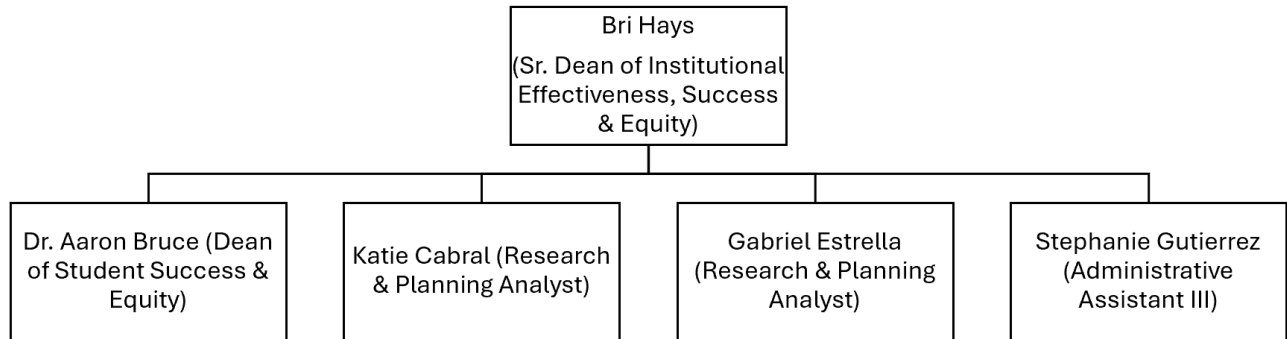 Bri Hays
(Sr. Dean of Institutional
Effectiveness, Success
& Equity)
Dr. Aaron Bruce (Dean
of Student Success &
Equity)
Katie Cabral (Research
& Planning Analyst)
Gabriel Estrella
(Research & Planning
Analyst)
Stephanie Gutierrez
(Administrative
Assistant III)